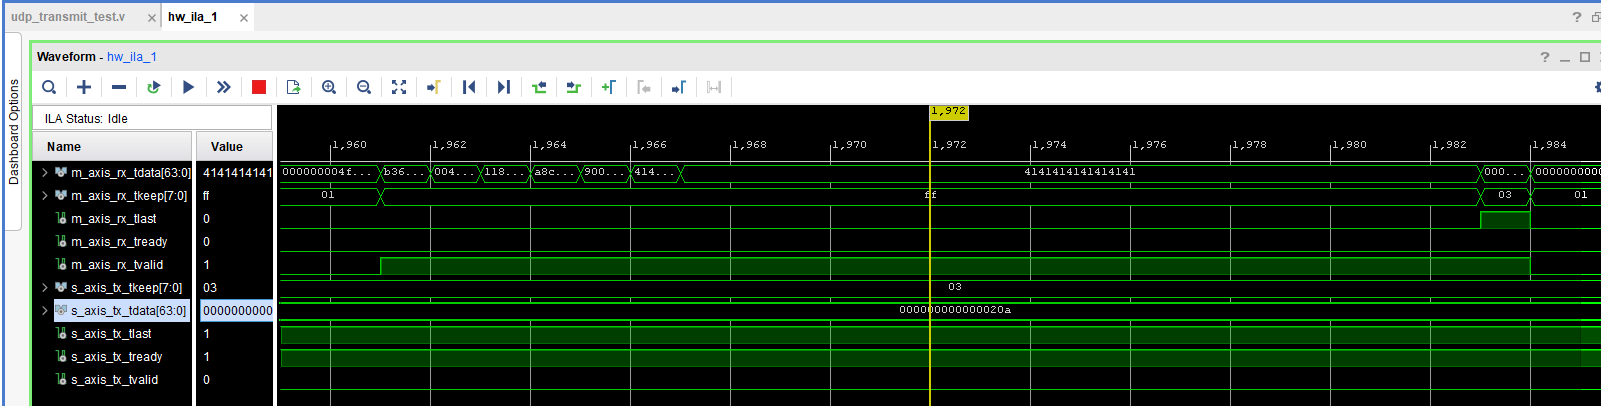 udp_transmit_test.v × hw_ila_1 × ?
Dashboard Options
Waveform - hw_ila_1 ?
ILA Status: Idle
1,972
Name Value
1,960 1,962 1,964 1,966 1,968 1,970 1,972 1,974 1,976 1,978 1,980 1,982 1,984
m_axis_rx_tdata[63:0] 4141414141 000000004f... b36... 004... 118... a8c... 900... 414... 4141414141414141 000... 0000000000
m_axis_rx_tkeep[7:0] ff 01 ff 03 01
m_axis_rx_tlast 0
m_axis_rx_tready 0
m_axis_rx_tvalid 1
s_axis_tx_tkeep[7:0] 03 03
s_axis_tx_tdata[63:0] 0000000000 000000000000020a
s_axis_tx_tlast 1
s_axis_tx_tready 1
s_axis_tx_tvalid 0